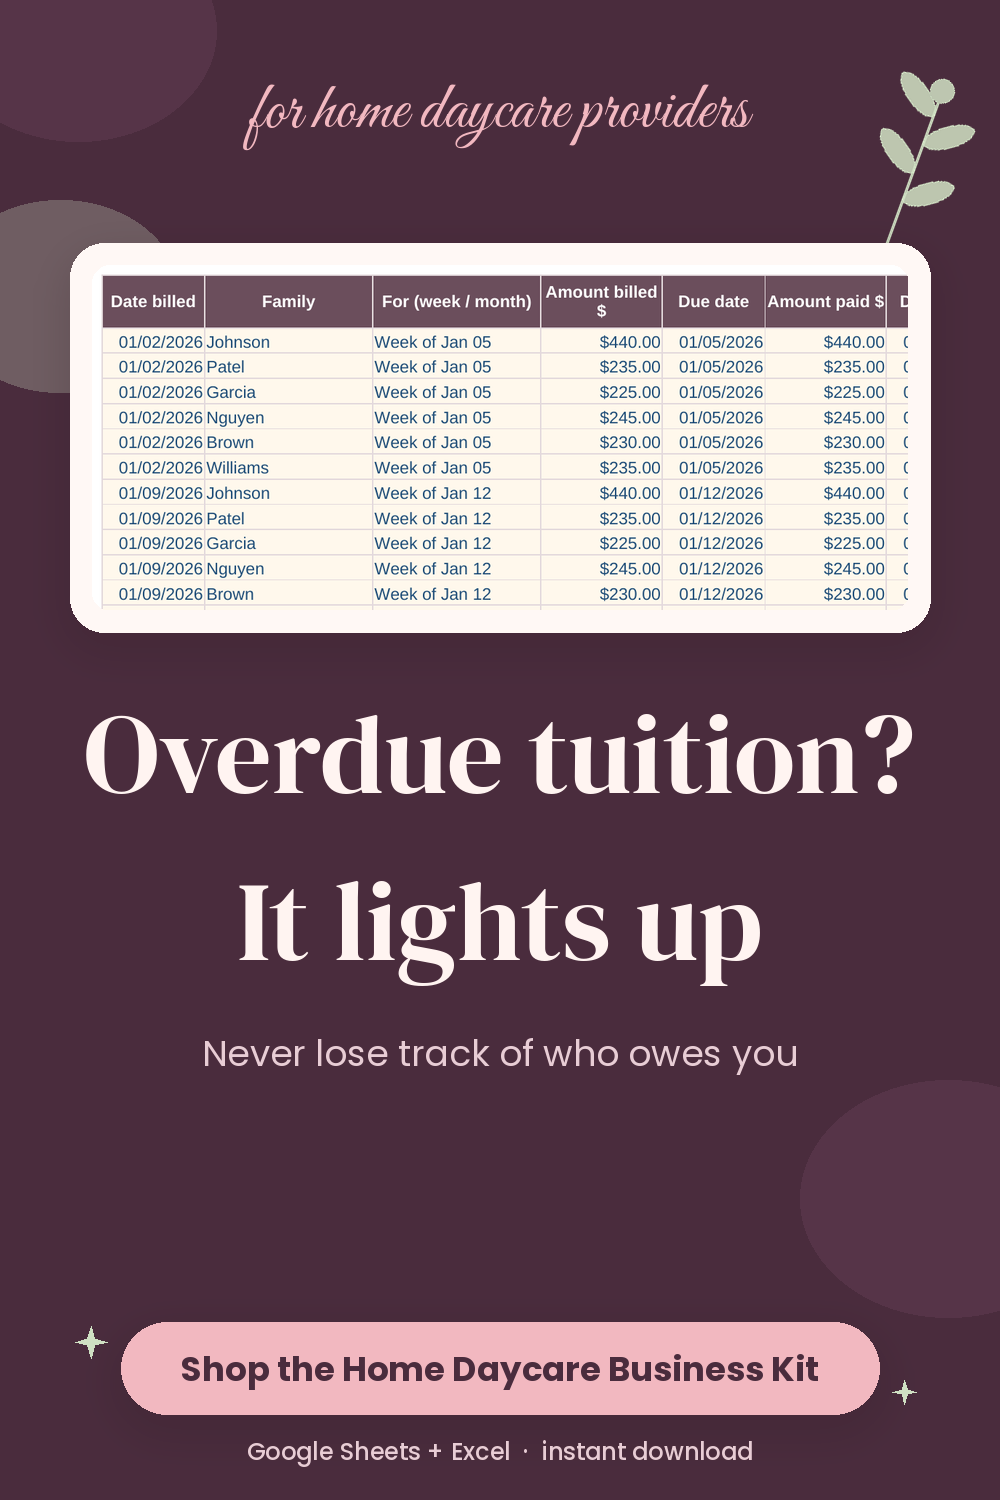 for home daycare providers
Date billed Family For (week / month) Amount billed $ Due date Amount paid $ D
01/02/2026 Johnson Week of Jan 05 $440.00 01/05/2026 $440.00
01/02/2026 Patel Week of Jan 05 $235.00 01/05/2026 $235.00
01/02/2026 Garcia Week of Jan 05 $225.00 01/05/2026 $225.00
01/02/2026 Nguyen Week of Jan 05 $245.00 01/05/2026 $245.00
01/02/2026 Brown Week of Jan 05 $230.00 01/05/2026 $230.00
01/02/2026 Williams Week of Jan 05 $235.00 01/05/2026 $235.00
01/09/2026 Johnson Week of Jan 12 $440.00 01/12/2026 $440.00
01/09/2026 Patel Week of Jan 12 $235.00 01/12/2026 $235.00
01/09/2026 Garcia Week of Jan 12 $225.00 01/12/2026 $225.00
01/09/2026 Nguyen Week of Jan 12 $245.00 01/12/2026 $245.00
01/09/2026 Brown Week of Jan 12 $230.00 01/12/2026 $230.00
Overdue tuition?
It lights up
Never lose track of who owes you
Shop the Home Daycare Business Kit
Google Sheets + Excel · instant download